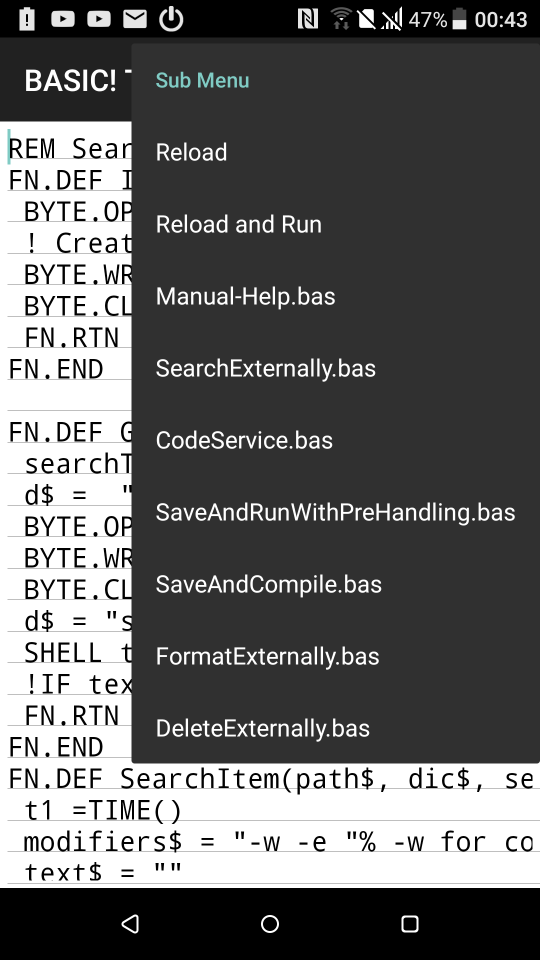 47% 00:43
BASIC!
Sub Menu
Reload
Reload and Run
Manual-Help.bas
SearchExternally.bas
CodeService.bas
SaveAndRunWithPreHandling.bas
SaveAndCompile.bas
FormatExternally.bas
DeleteExternally.bas
REM Sear
FN.DEF I
BYTE.OP
! Creat
BYTE.WR
BYTE.CL
FN.RTN
FN.END
FN.DEF G
searchT
d$ = "
BYTE.OP
BYTE.WR
BYTE.CL
d$ = "s
SHELL t
!IF tex
FN.RTN
FN.END
FN.DEF SearchItem(path$, dic$, se
t1 =TIME()
modifiers$ = "-w -e "% -w for co
text$ = ""